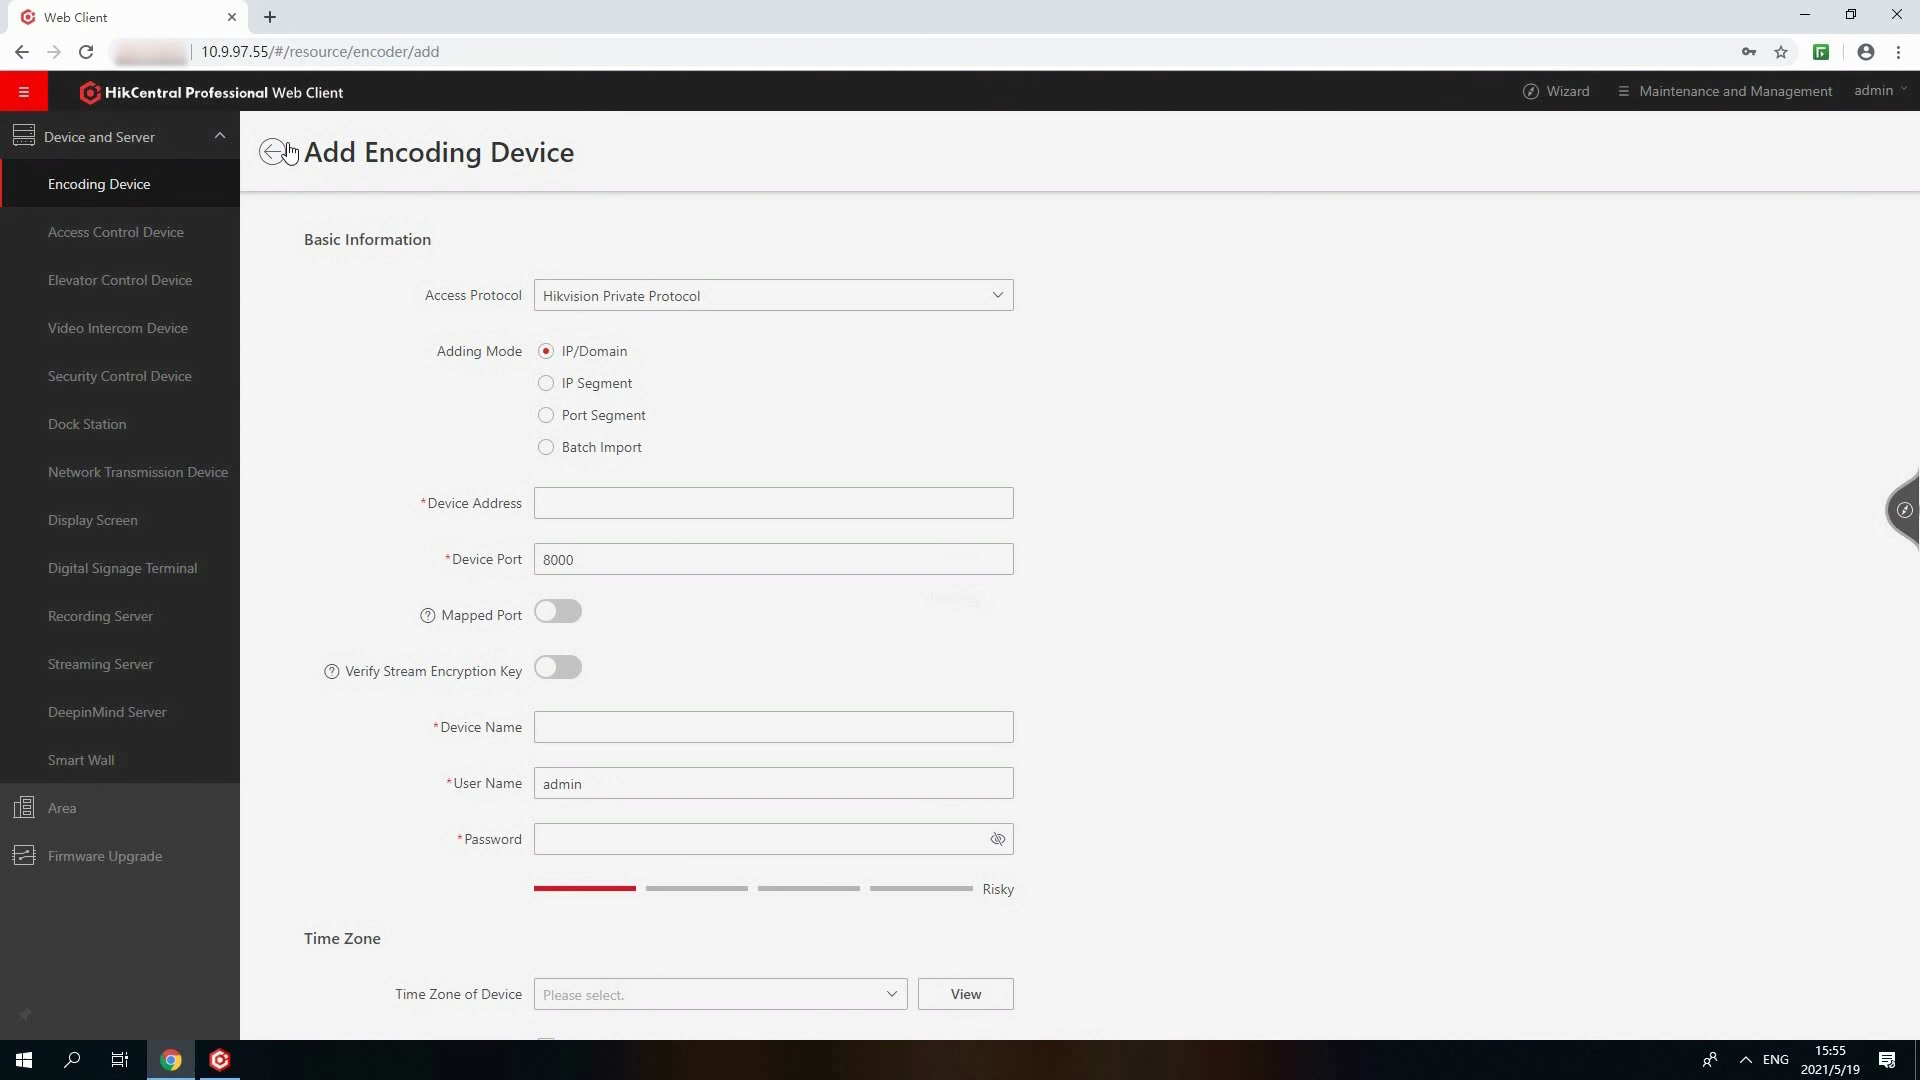 Web Client
10.9.97.55/#/resource/encoder/add
HikCentral Professional Web Client
Wizard
Maintenance and Management
admin
Device and Server
Encoding Device
Access Control Device
Elevator Control Device
Video Intercom Device
Security Control Device
Dock Station
Network Transmission Device
Display Screen
Digital Signage Terminal
Recording Server
Streaming Server
DeepinMind Server
Smart Wall
Area
Firmware Upgrade
Add Encoding Device
Basic Information
Access Protocol
Hikvision Private Protocol
Adding Mode
IP/Domain
IP Segment
Port Segment
Batch Import
*Device Address
*Device Port
8000
Mapped Port
Verify Stream Encryption Key
*Device Name
*User Name
admin
*Password
Risky
Time Zone
Time Zone of Device
Please select.
View
ENG
15:55
2021/5/19